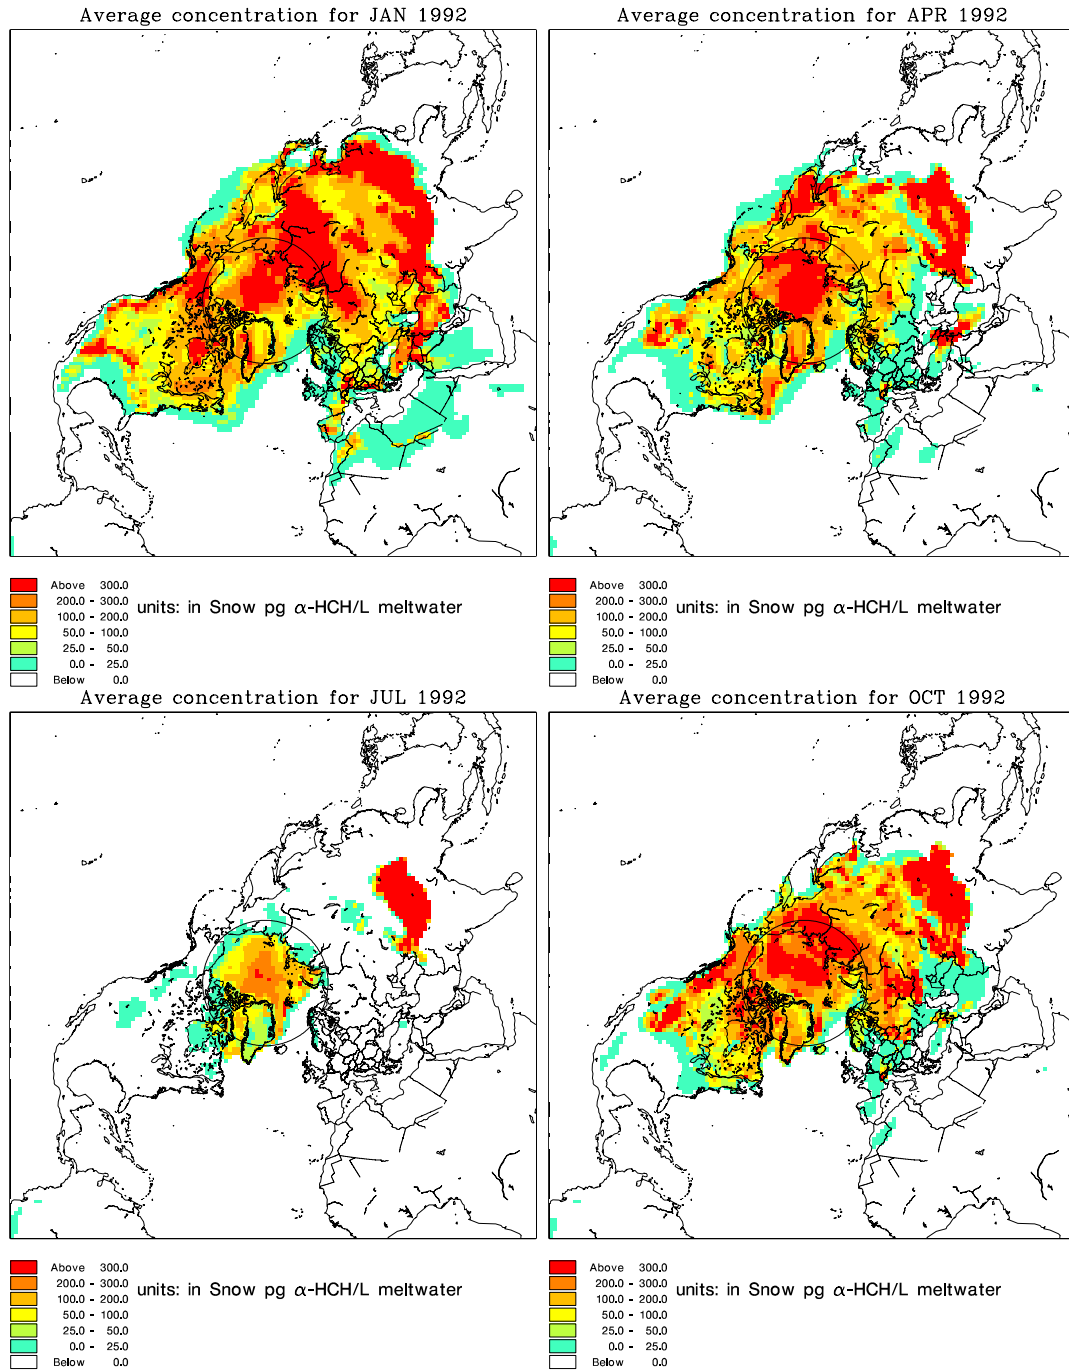 Average concentration for JAN 1992
Average concentration for APR 1992
Above 300.0
200.0 - 300.0
100.0 - 200.0
50.0 - 100.0
25.0 - 50.0
0.0 - 25.0
Below 0.0
units: in Snow pg α-HCH/L meltwater
Above 300.0
200.0 - 300.0
100.0 - 200.0
50.0 - 100.0
25.0 - 50.0
0.0 - 25.0
Below 0.0
units: in Snow pg α-HCH/L meltwater
Average concentration for JUL 1992
Average concentration for OCT 1992
Above 300.0
200.0 - 300.0
100.0 - 200.0
50.0 - 100.0
25.0 - 50.0
0.0 - 25.0
Below 0.0
units: in Snow pg α-HCH/L meltwater
Above 300.0
200.0 - 300.0
100.0 - 200.0
50.0 - 100.0
25.0 - 50.0
0.0 - 25.0
Below 0.0
units: in Snow pg α-HCH/L meltwater